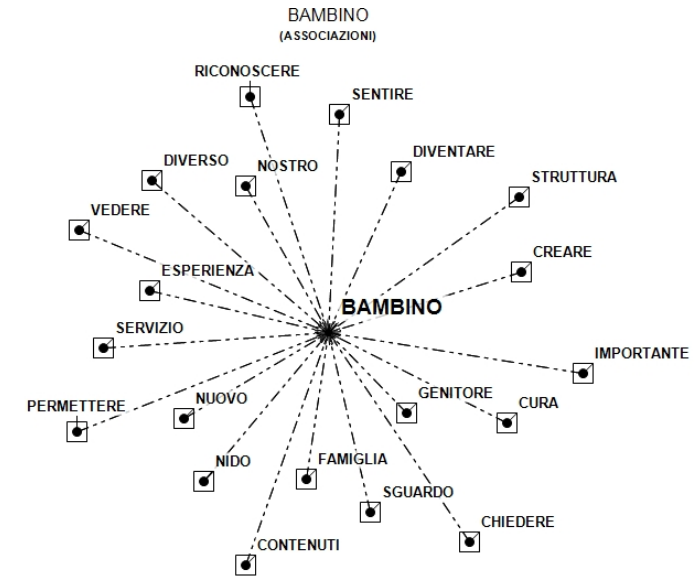 BAMBINO
(ASSOCIAZIONI)
RICONOSCERE
SENTIRE
DIVERSO
NOSTRO
DIVENTARE
STRUTTURA
VEDERE
CREARE
ESPERIENZA
BAMBINO
SERVIZIO
IMPORTANTE
PERMETTERE
NUOVO
GENITORE
CURA
NIDO
FAMIGLIA
SGUARDO
CHIEDERE
CONTENUTI